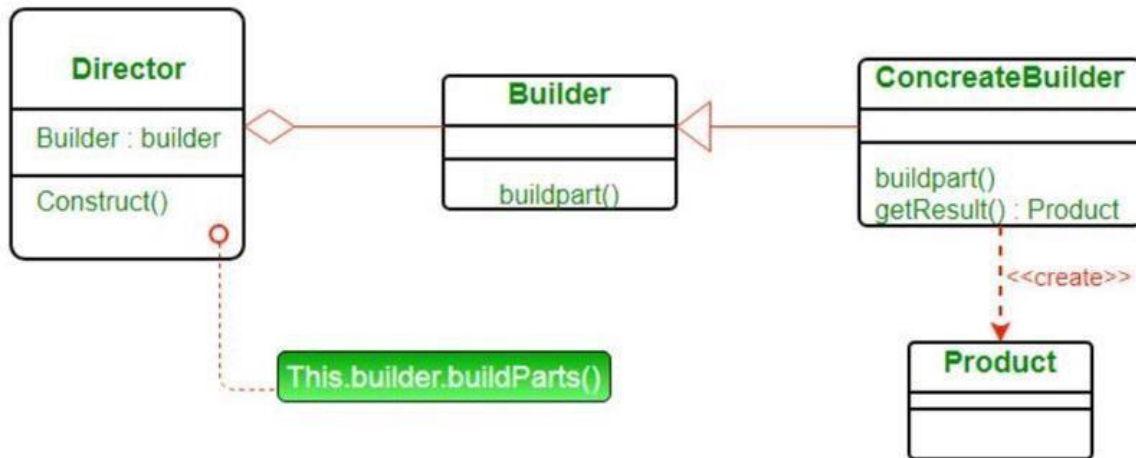 Director
Builder : builder
Construct()
Builder
buildpart()
ConcreateBuilder
buildpart()
getResult() : Product
<<create>>
This.builder.buildParts()
Product